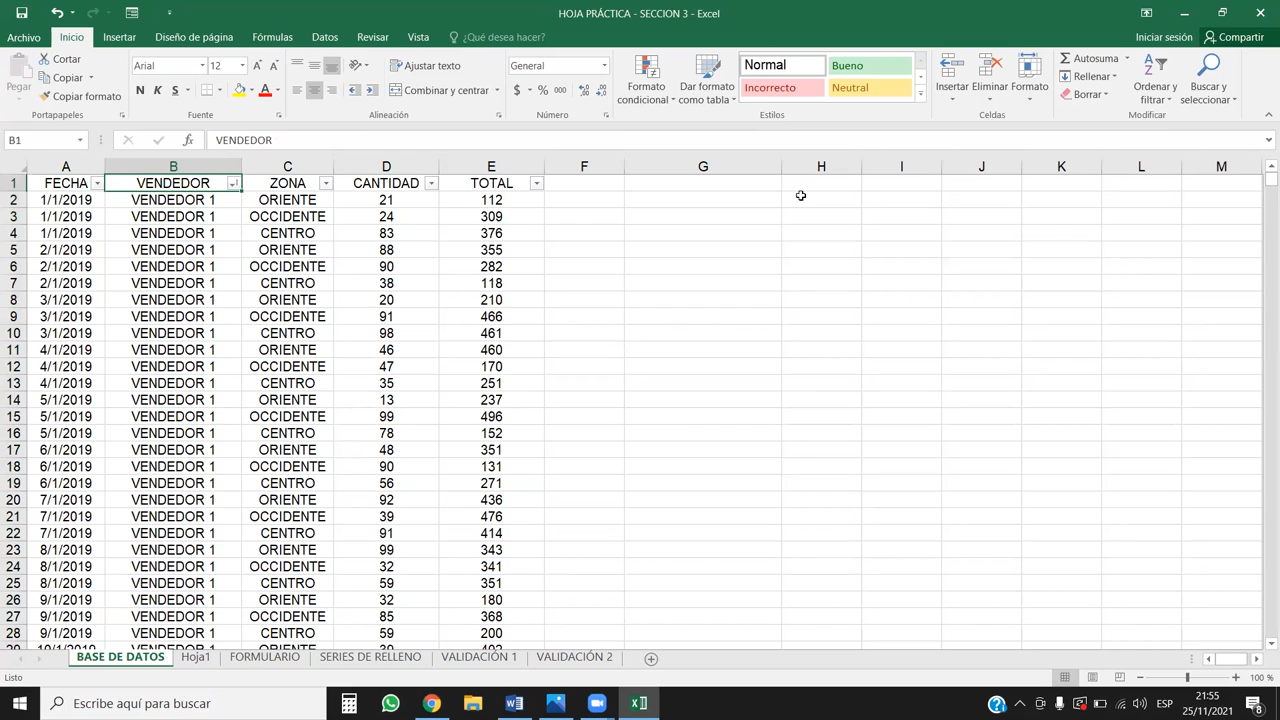 HOJA PRÁCTICA - SECCION 3 - Excel
Archivo Inicio Insertar Diseño de página Fórmulas Datos Revisar Vista ¿Qué desea hacer? Iniciar sesión Compartir
Pegar
Cortar
Copiar
Copiar formato
Portapapeles
Arial 12
N K S
Fuente
Ajustar texto
Combinar y centrar
Alineación
General
$ % 000
Número
Formato condicional
Dar formato como tabla
Normal Bueno
Incorrecto Neutral
Estilos
Insertar Eliminar Formato
Celdas
Autosuma
Rellenar
Borrar
Ordenar y filtrar
Buscar y seleccionar
Modificar
B1 fx VENDEDOR
A B C D E F G H I J K L M
1 FECHA VENDEDOR ZONA CANTIDAD TOTAL
2 1/1/2019 VENDEDOR 1 ORIENTE 21 112
3 1/1/2019 VENDEDOR 1 OCCIDENTE 24 309
4 1/1/2019 VENDEDOR 1 CENTRO 83 376
5 2/1/2019 VENDEDOR 1 ORIENTE 88 355
6 2/1/2019 VENDEDOR 1 OCCIDENTE 90 282
7 2/1/2019 VENDEDOR 1 CENTRO 38 118
8 3/1/2019 VENDEDOR 1 ORIENTE 20 210
9 3/1/2019 VENDEDOR 1 OCCIDENTE 91 466
10 3/1/2019 VENDEDOR 1 CENTRO 98 461
11 4/1/2019 VENDEDOR 1 ORIENTE 46 460
12 4/1/2019 VENDEDOR 1 OCCIDENTE 47 170
13 4/1/2019 VENDEDOR 1 CENTRO 35 251
14 5/1/2019 VENDEDOR 1 ORIENTE 13 237
15 5/1/2019 VENDEDOR 1 OCCIDENTE 99 496
16 5/1/2019 VENDEDOR 1 CENTRO 78 152
17 6/1/2019 VENDEDOR 1 ORIENTE 48 351
18 6/1/2019 VENDEDOR 1 OCCIDENTE 90 131
19 6/1/2019 VENDEDOR 1 CENTRO 56 271
20 7/1/2019 VENDEDOR 1 ORIENTE 92 436
21 7/1/2019 VENDEDOR 1 OCCIDENTE 39 476
22 7/1/2019 VENDEDOR 1 CENTRO 91 414
23 8/1/2019 VENDEDOR 1 ORIENTE 99 343
24 8/1/2019 VENDEDOR 1 OCCIDENTE 32 341
25 8/1/2019 VENDEDOR 1 CENTRO 59 351
26 9/1/2019 VENDEDOR 1 ORIENTE 32 180
27 9/1/2019 VENDEDOR 1 OCCIDENTE 85 368
28 9/1/2019 VENDEDOR 1 CENTRO 59 200
BASE DE DATOS Hoja1 FORMULARIO SERIES DE RELLENO VALIDACIÓN 1 VALIDACIÓN 2
Listo 100 %
Escribe aquí para buscar
ESP
21:55
25/11/2021
8